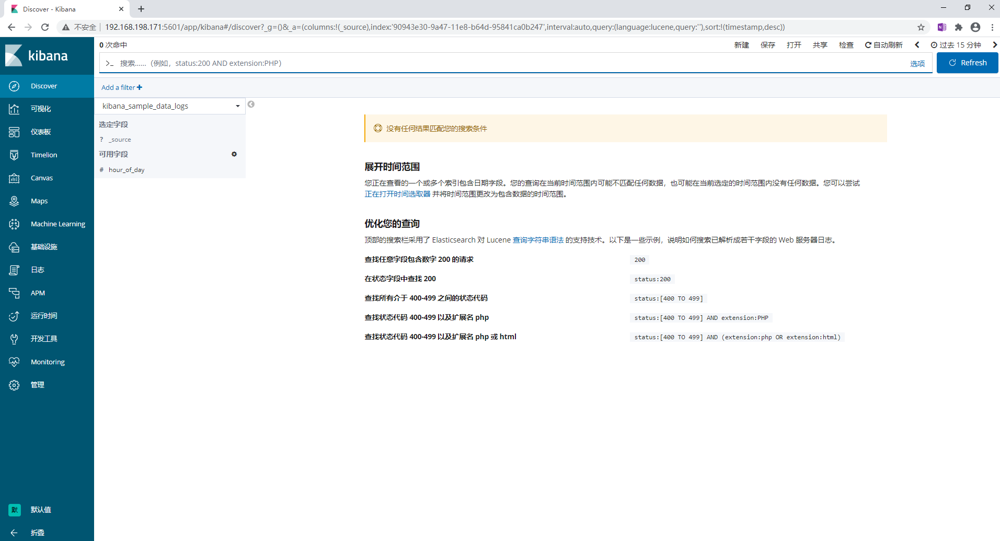 Discover - Kibana
不安全
192.168.198.171:5601/app/kibana#/discover?_g=()&_a=(columns:!(_source),index:'90943e30-9a47-11e8-b64d-95841ca0b247',interval:auto,query:(language:lucene,query:''),sort:!(timestamp,desc))
kibana
0 次命中
新建 保存 打开 共享 检查 自动刷新 过去 15 分钟
>_ 搜索……（例如，status:200 AND extension:PHP） 选项 Refresh
Discover
Add a filter +
可视化
kibana_sample_data_logs
选定字段
没有任何结果匹配您的搜索条件
仪表板
? _source
可用字段
Timelion
展开时间范围
# hour_of_day
Canvas
您正在查看的一个或多个索引包含日期字段。您的查询在当前时间范围内可能不匹配任何数据，也可能在当前选定的时间范围内没有任何数据。您可以尝试
正在打开时间选取器 并将时间范围更改为包含数据的时间范围。
Maps
Machine Learning
优化您的查询
顶部的搜索栏采用了 Elasticsearch 对 Lucene 查询字符串语法 的支持技术。以下是一些示例，说明如何搜索已解析成若干字段的 Web 服务器日志。
基础设施
查找任意字段包含数字 200 的请求 200
日志
在状态字段中查找 200 status:200
APM
查找所有介于 400-499 之间的状态代码 status:[400 TO 499]
运行时间
查找状态代码 400-499 以及扩展名 php status:[400 TO 499] AND extension:PHP
开发工具
查找状态代码 400-499 以及扩展名 php 或 html status:[400 TO 499] AND (extension:php OR extension:html)
Monitoring
管理
默 默认值
折叠